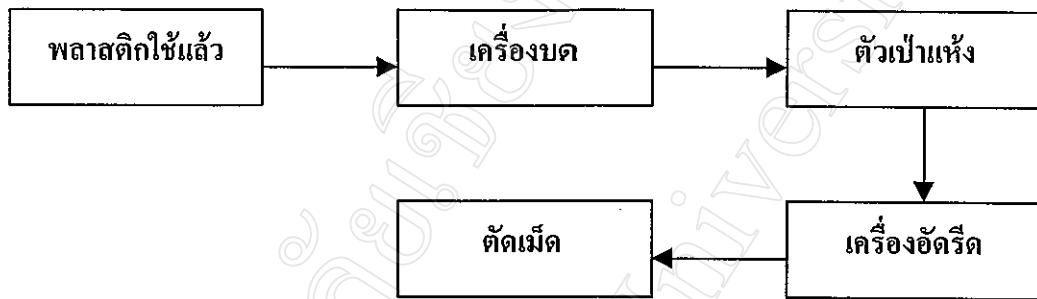 พลาสติกใช้แล้ว
เครื่องบด
ตัวเป่าแห้ง
เครื่องอัดรีด
ตัดเม็ด